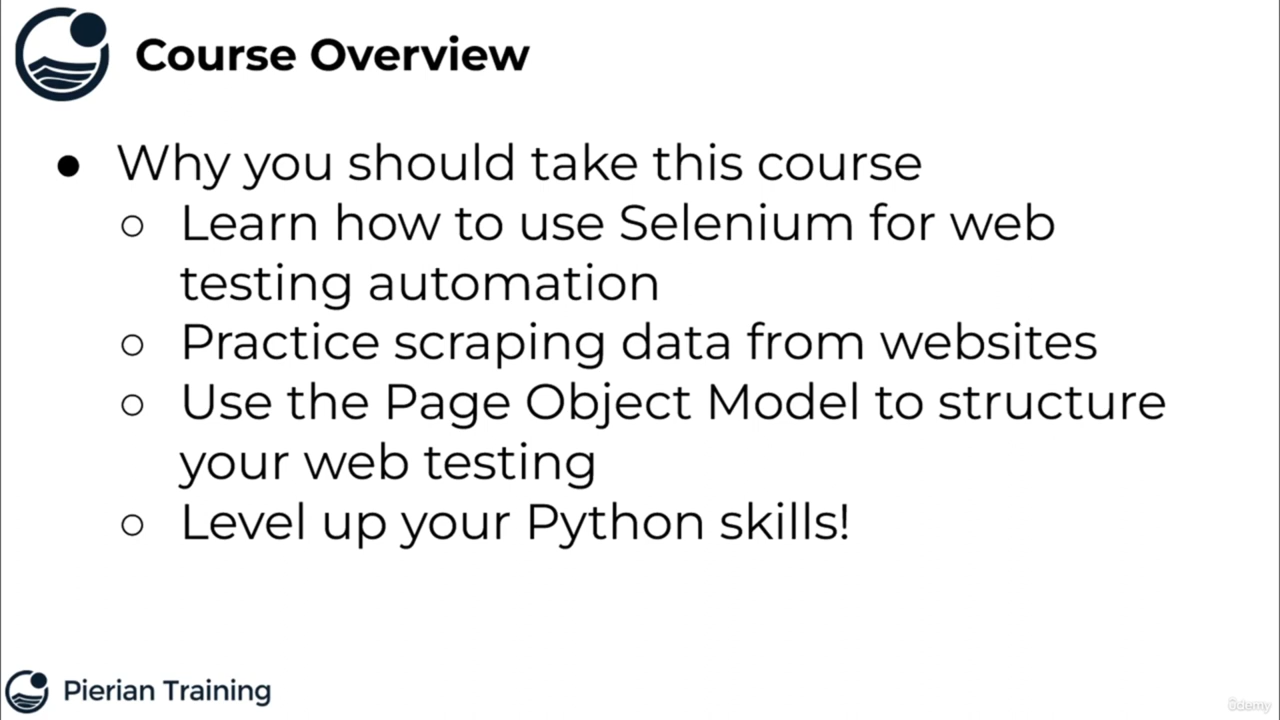 Course Overview
● Why you should take this course
○ Learn how to use Selenium for web
testing automation
○ Practice scraping data from websites
○ Use the Page Object Model to structure
your web testing
○ Level up your Python skills!
Pierian Training
ûdemy